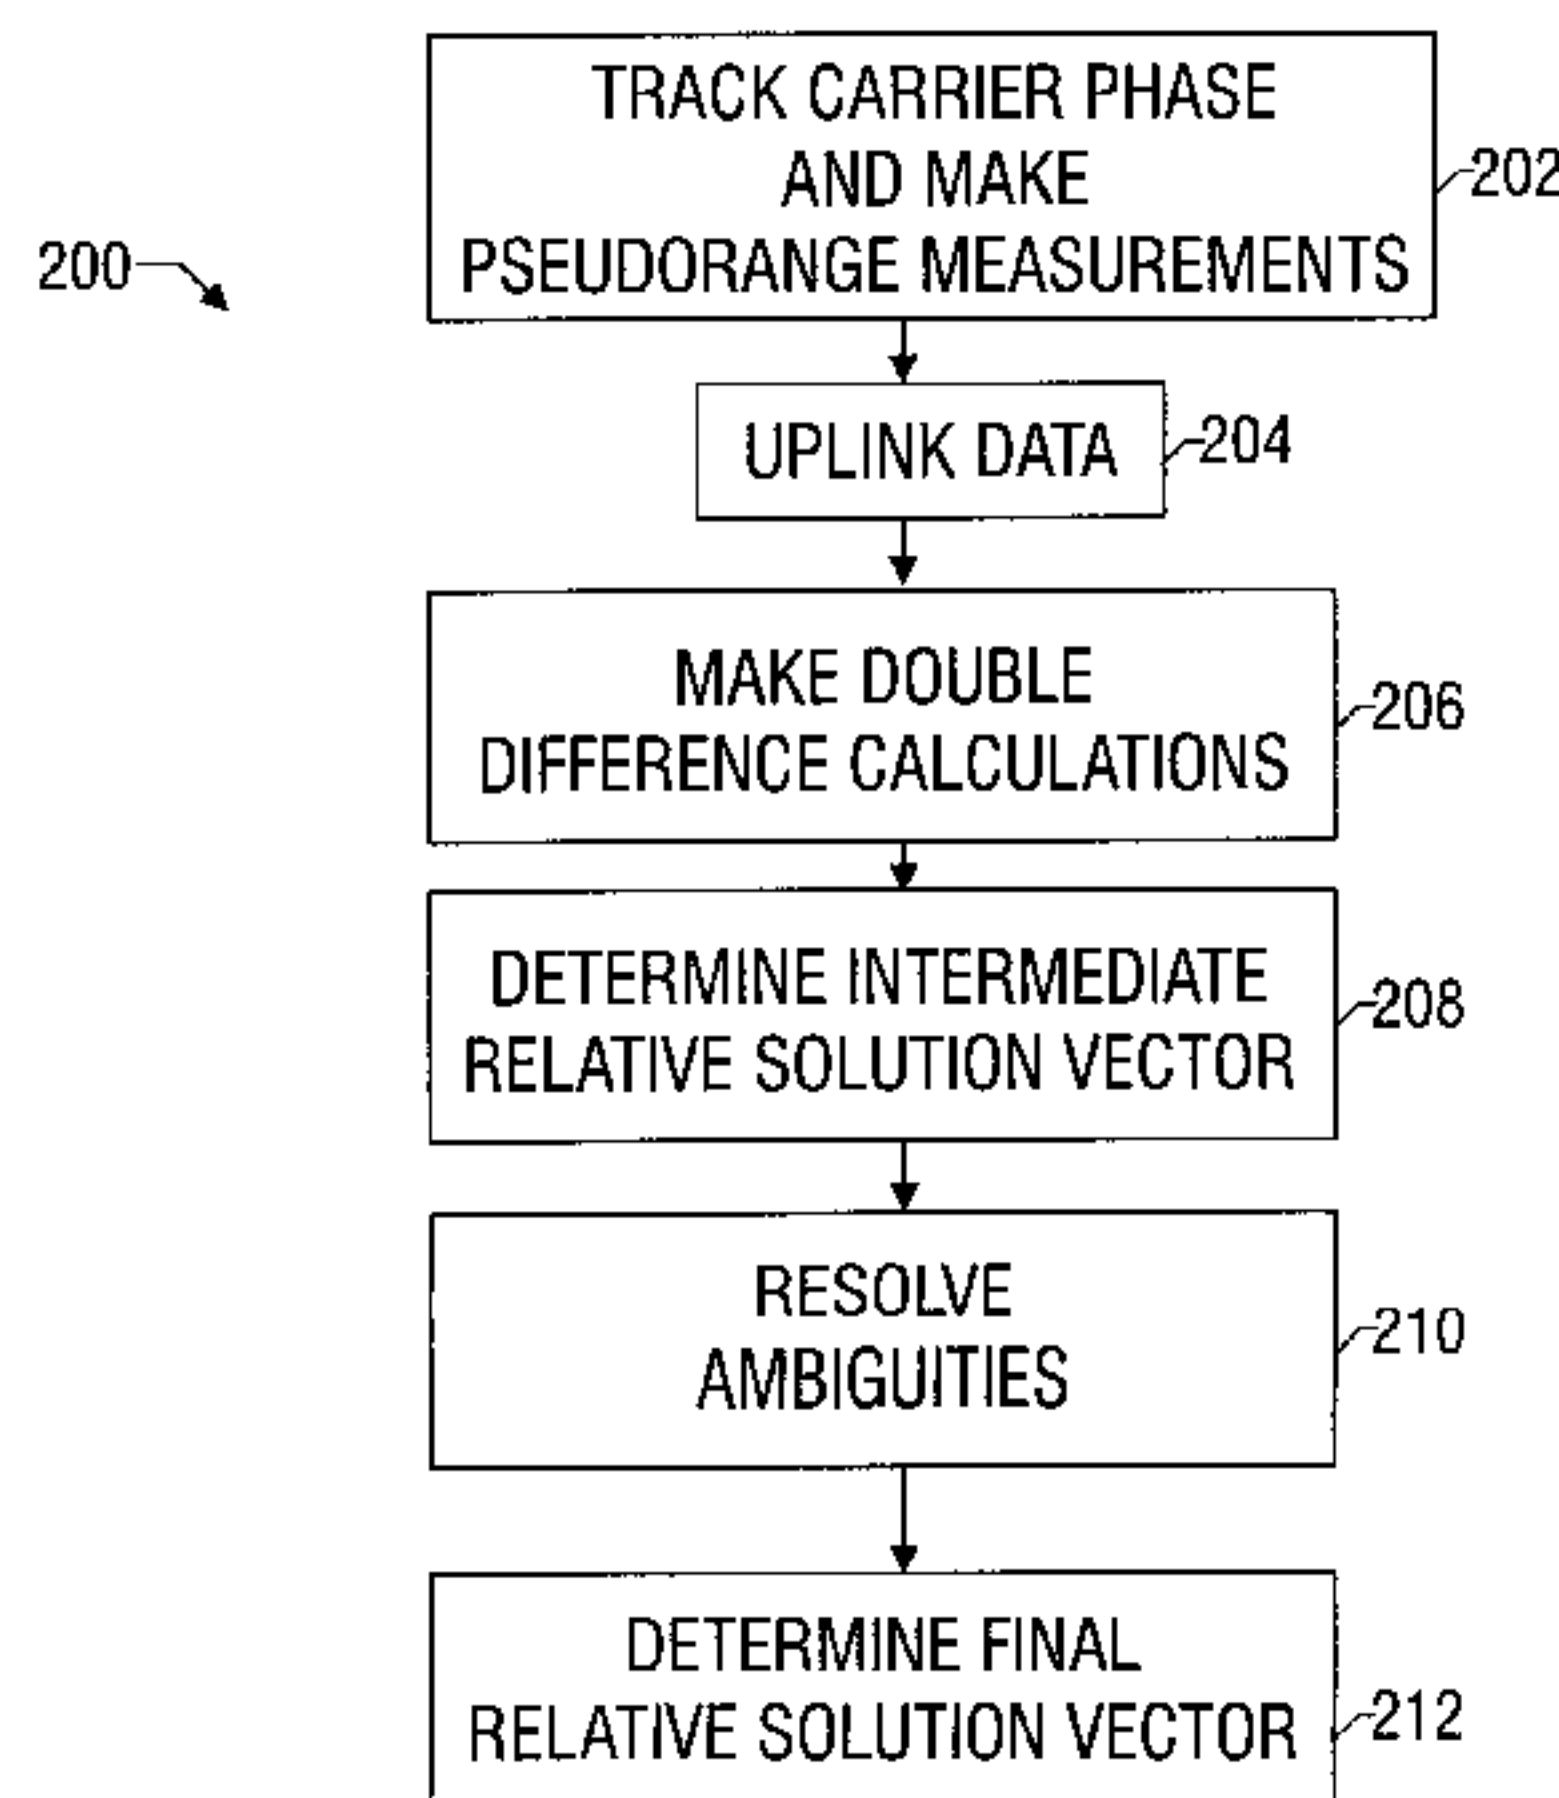 TRACK CARRIER PHASE
AND MAKE
PSEUDORANGE MEASUREMENTS
202
200
UPLINK DATA
204
MAKE DOUBLE
DIFFERENCE CALCULATIONS
206
DETERMINE INTERMEDIATE
RELATIVE SOLUTION VECTOR
208
RESOLVE
AMBIGUITIES
210
DETERMINE FINAL
RELATIVE SOLUTION VECTOR
212